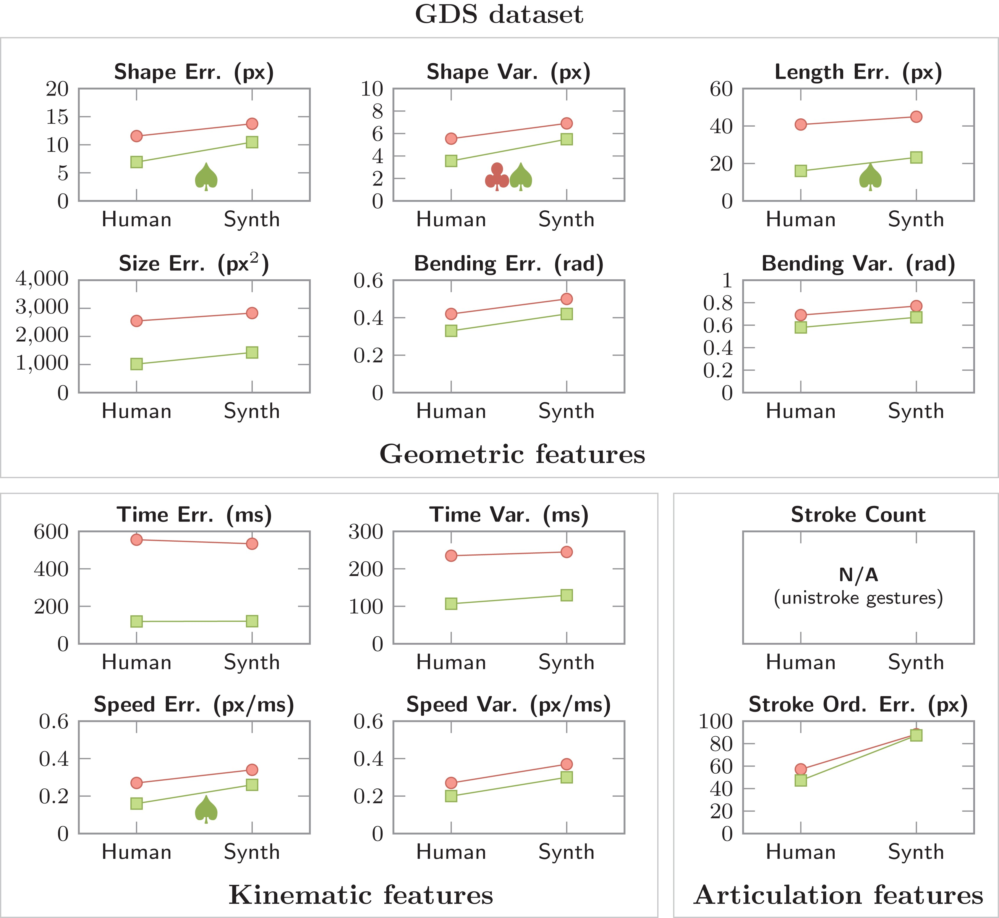 GDS dataset
Shape Err. (px)
20
15
10
5
0
Human Synth
Shape Var. (px)
10
8
6
4
2
0
Human Synth
Length Err. (px)
60
40
20
0
Human Synth
Size Err. (px²)
4,000
3,000
2,000
1,000
0
Human Synth
Bending Err. (rad)
0.6
0.4
0.2
0
Human Synth
Bending Var. (rad)
1
0.8
0.6
0.4
0.2
0
Human Synth
Geometric features
Time Err. (ms)
600
400
200
0
Human Synth
Time Var. (ms)
300
200
100
0
Human Synth
Speed Err. (px/ms)
0.6
0.4
0.2
0
Human Synth
Speed Var. (px/ms)
0.6
0.4
0.2
0
Human Synth
Kinematic features
Stroke Count
N/A
(unistroke gestures)
Human Synth
Stroke Ord. Err. (px)
100
80
60
40
20
0
Human Synth
Articulation features